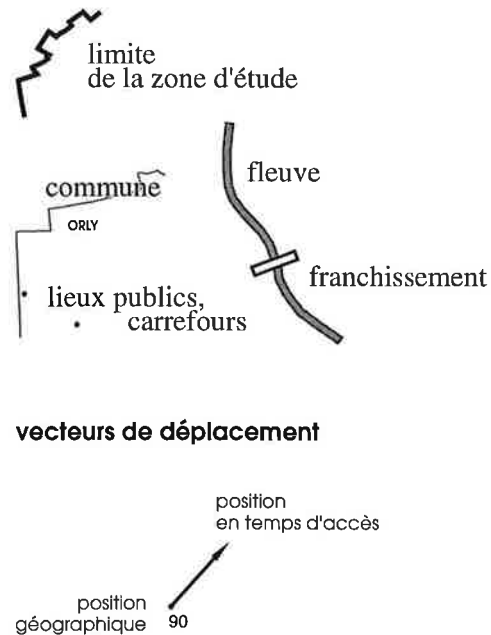 limite
de la zone d'étude
fleuve
commune
ORLY
franchissement
lieux publics,
carrefours
vecteurs de déplacement
position
en temps d'accès
position
géographique
90